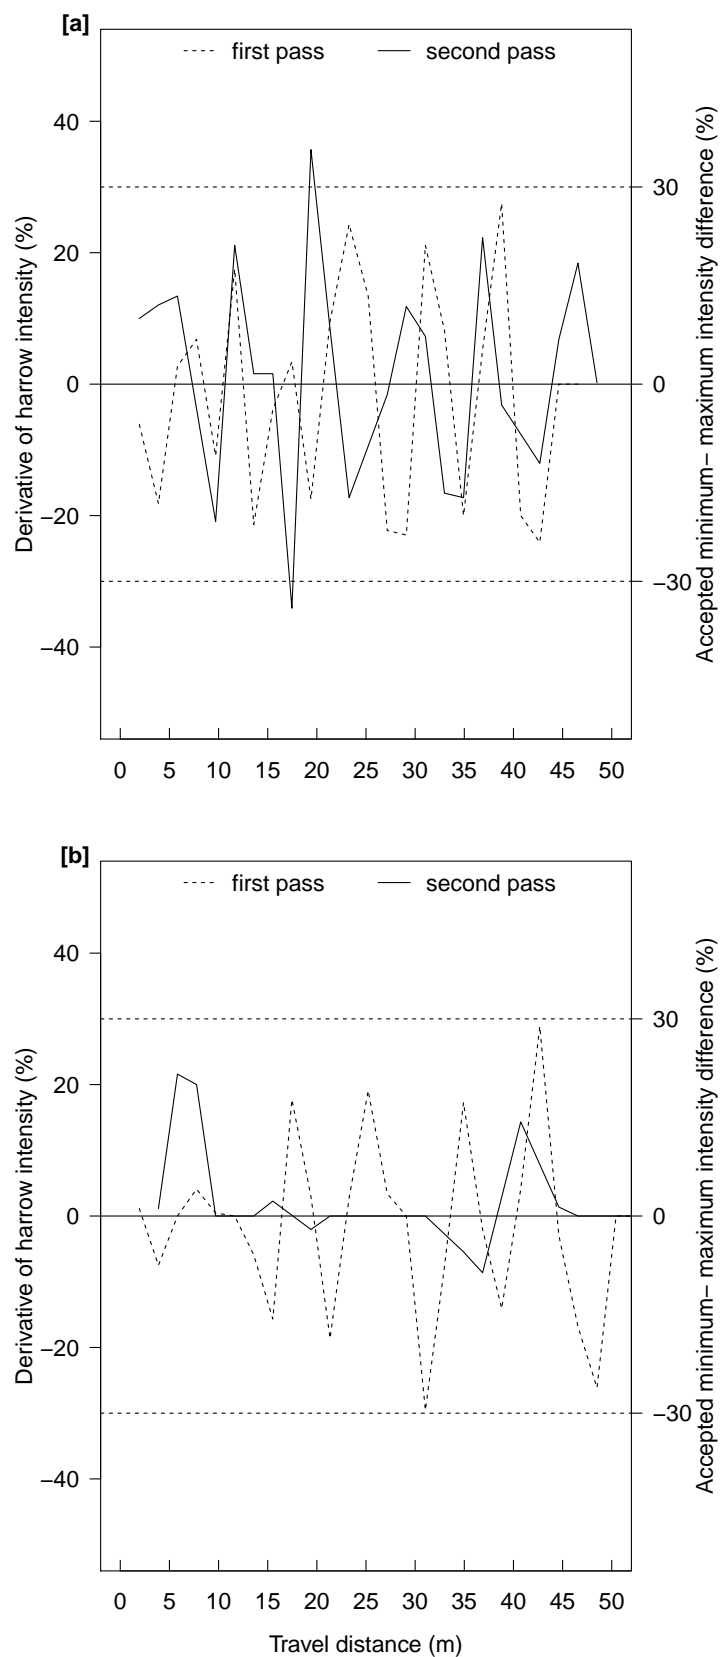 [a]
first pass second pass
Derivative of harrow intensity (%)
40
20
0
−20
−40
30
0
−30
Accepted minimum− maximum intensity difference (%)
0 5 10 15 20 25 30 35 40 45 50
[b]
first pass second pass
Derivative of harrow intensity (%)
40
20
0
−20
−40
30
0
−30
Accepted minimum− maximum intensity difference (%)
0 5 10 15 20 25 30 35 40 45 50
Travel distance (m)